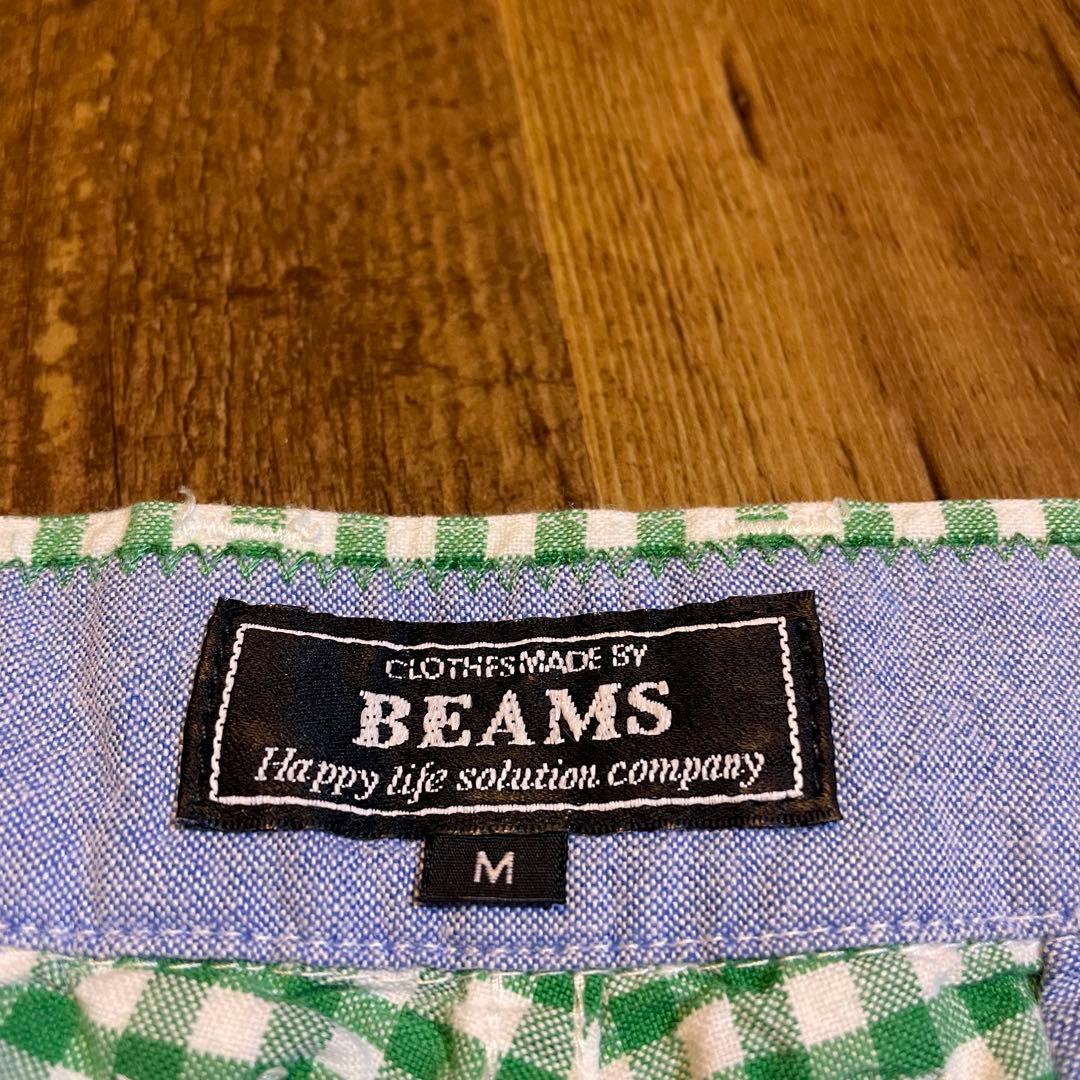 CLOTHES MADE BY
BEAMS
Happy life solution company
M